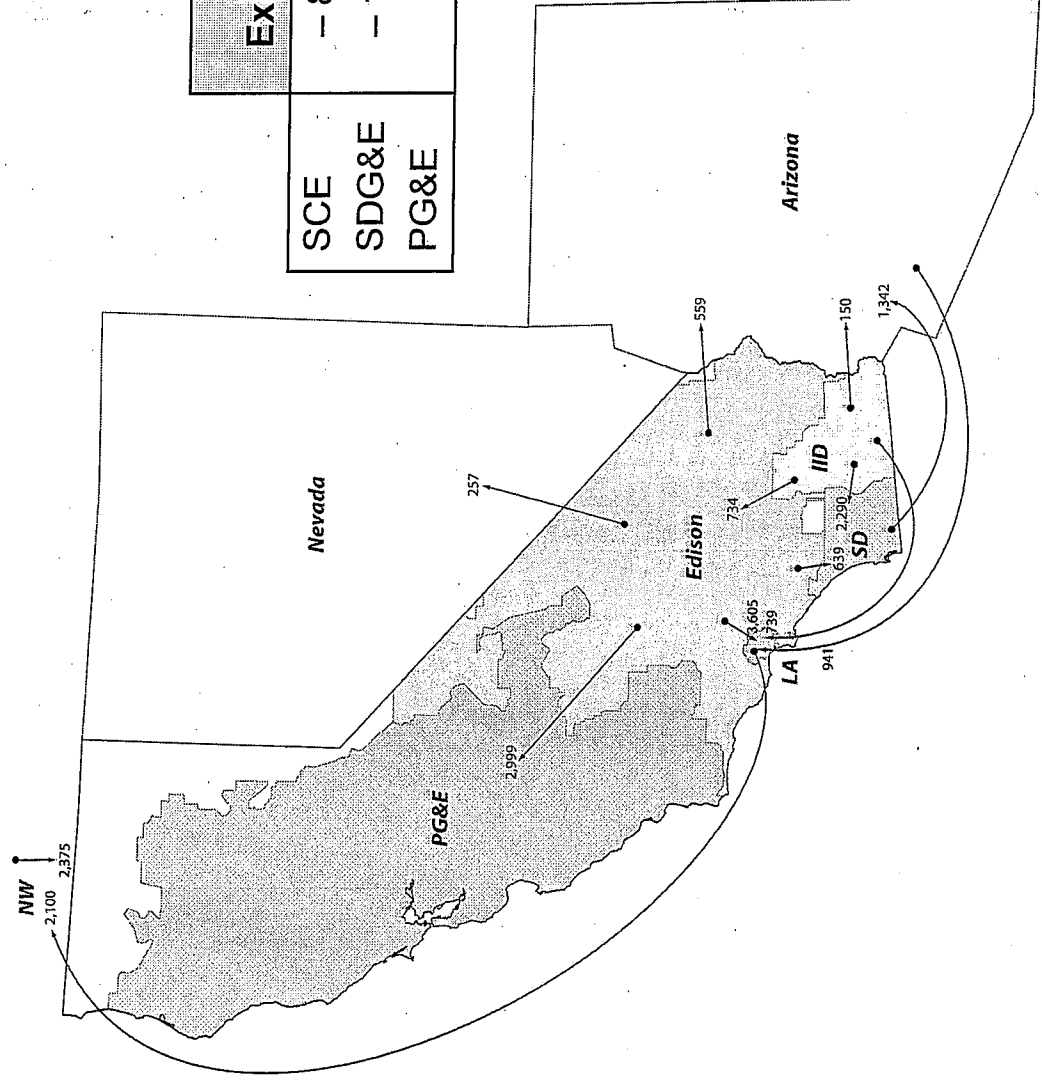 Ex
SCE
SDG&E
PG&E
NW
2,375
2,100
Nevada
Arizona
PG&E
257
559
2,999
Edison
734
IID
150
2,290
SD
639
1,342
3,605
739
LA
941